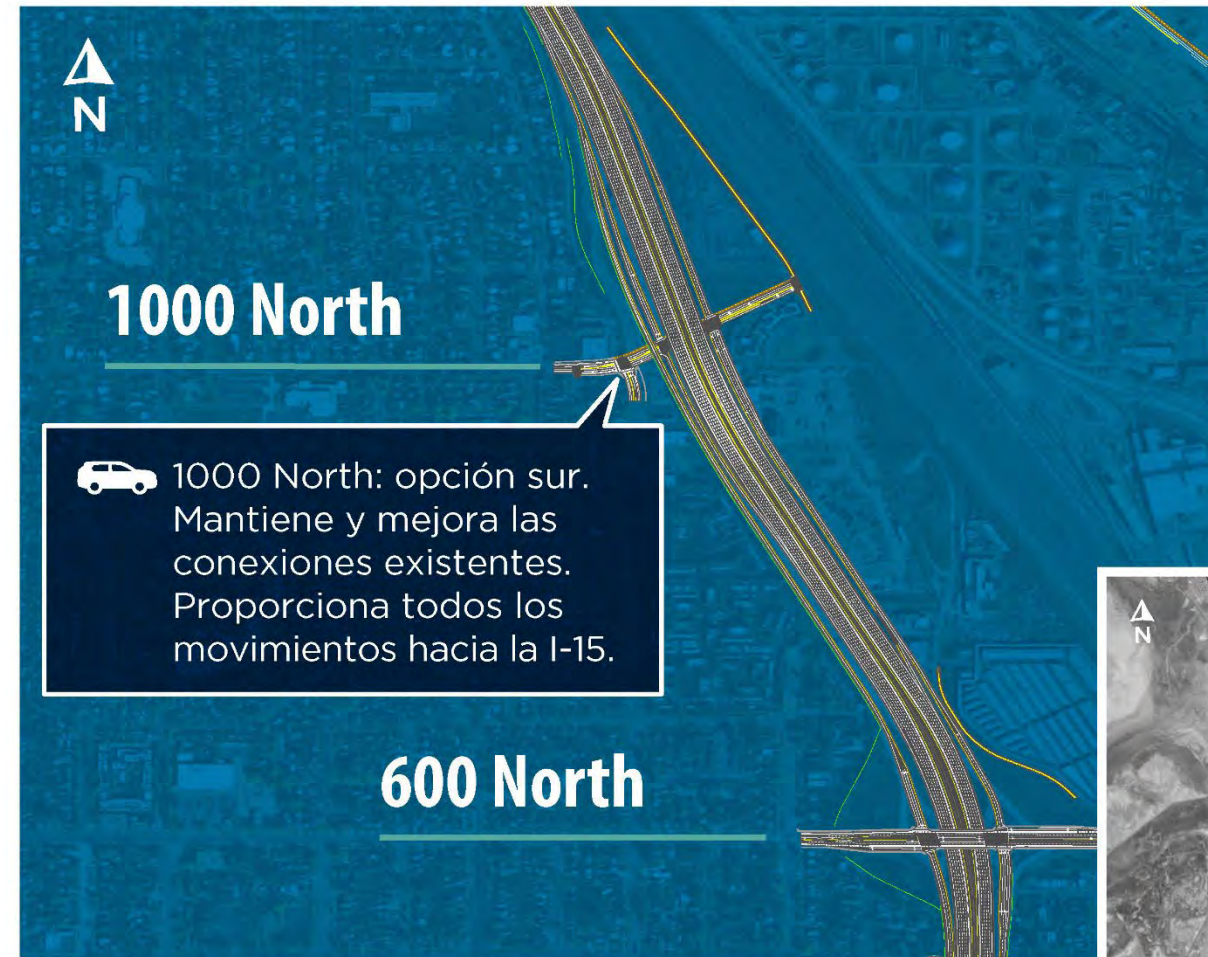 N
1000 North
1000 North: opción sur.
Mantiene y mejora las
conexiones existentes.
Proporciona todos los
movimientos hacia la I-15.
600 North
N